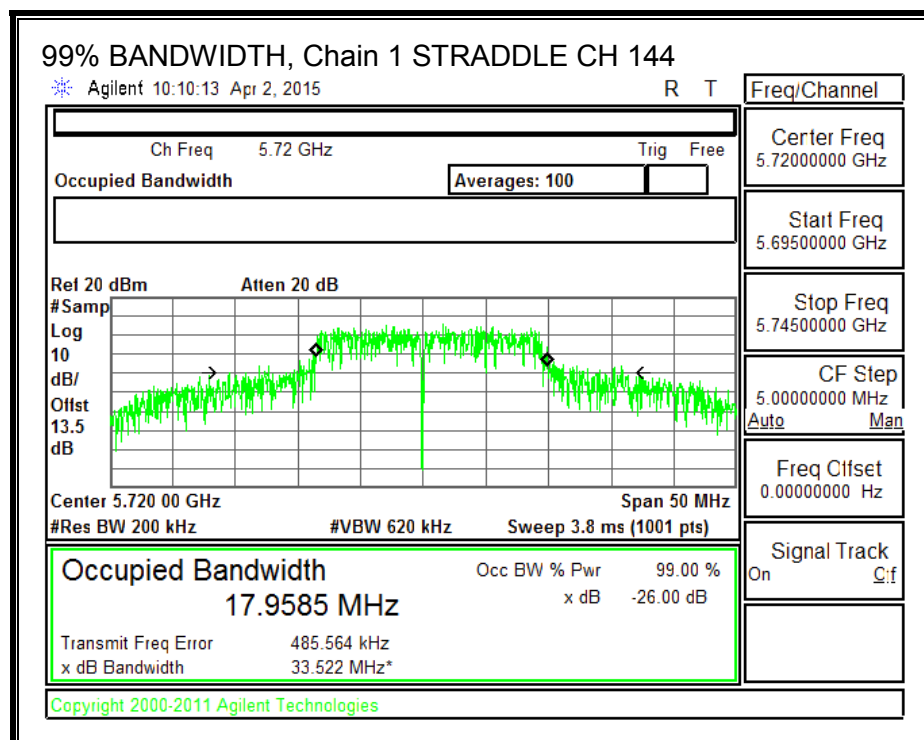 99% BANDWIDTH, Chain 1 STRADDLE CH 144
Agilent 10:10:13 Apr 2, 2015 R T
Freq/Channel
Ch Freq 5.72 GHz Trig Free
Occupied Bandwidth Averages: 100
Center Freq
5.72000000 GHz
Start Freq
5.69500000 GHz
Stop Freq
5.74500000 GHz
CF Step
5.00000000 MHz
Auto Man
Freq Offset
0.00000000 Hz
Signal Track
On Off
Ref 20 dBm Atten 20 dB
#Samp
Log
10
dB/
Offst
13.5
dB
Center 5.720 00 GHz Span 50 MHz
#Res BW 200 kHz #VBW 620 kHz Sweep 3.8 ms (1001 pts)
Occupied Bandwidth Occ BW % Pwr 99.00 %
17.9585 MHz x dB -26.00 dB
Transmit Freq Error 485.564 kHz
x dB Bandwidth 33.522 MHz*
Copyright 2000-2011 Agilent Technologies